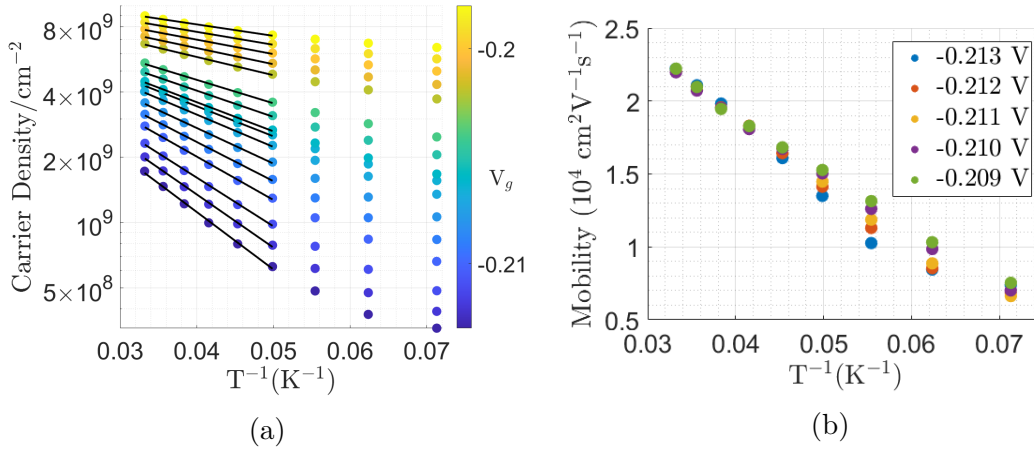 Carrier Density/cm⁻²
8×10⁹
4×10⁹
2×10⁹
10⁹
5×10⁸
0.03 0.04 0.05 0.06 0.07
T⁻¹(K⁻¹)
-0.2
V_g
-0.21
(a)
Mobility (10⁴ cm²V⁻¹s⁻¹)
2.5
2
1.5
1
0.5
0.03 0.04 0.05 0.06 0.07
T⁻¹(K⁻¹)
-0.213 V
-0.212 V
-0.211 V
-0.210 V
-0.209 V
(b)